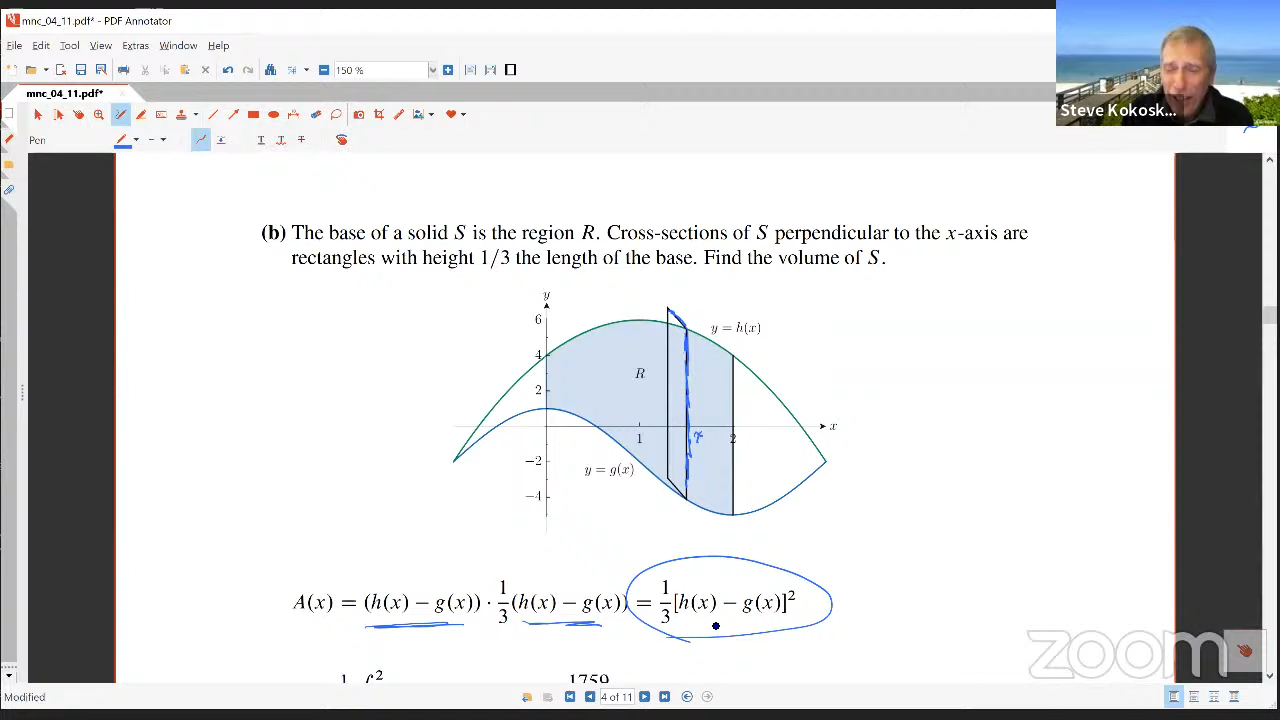 mnc_04_11.pdf* - PDF Annotator
File Edit Tool View Extras Window Help
150 %
mnc_04_11.pdf*
Pen
Steve Kokosk...
(b) The base of a solid S is the region R. Cross-sections of S perpendicular to the x-axis are
rectangles with height 1/3 the length of the base. Find the volume of S.
y
6
y = h(x)
4
R
2
x
1
x
2
−2
y = g(x)
−4
A(x) = (h(x) − g(x)) · 1/3 (h(x) − g(x)) = 1/3 [h(x) − g(x)]²
zoom
Modified
4 of 11